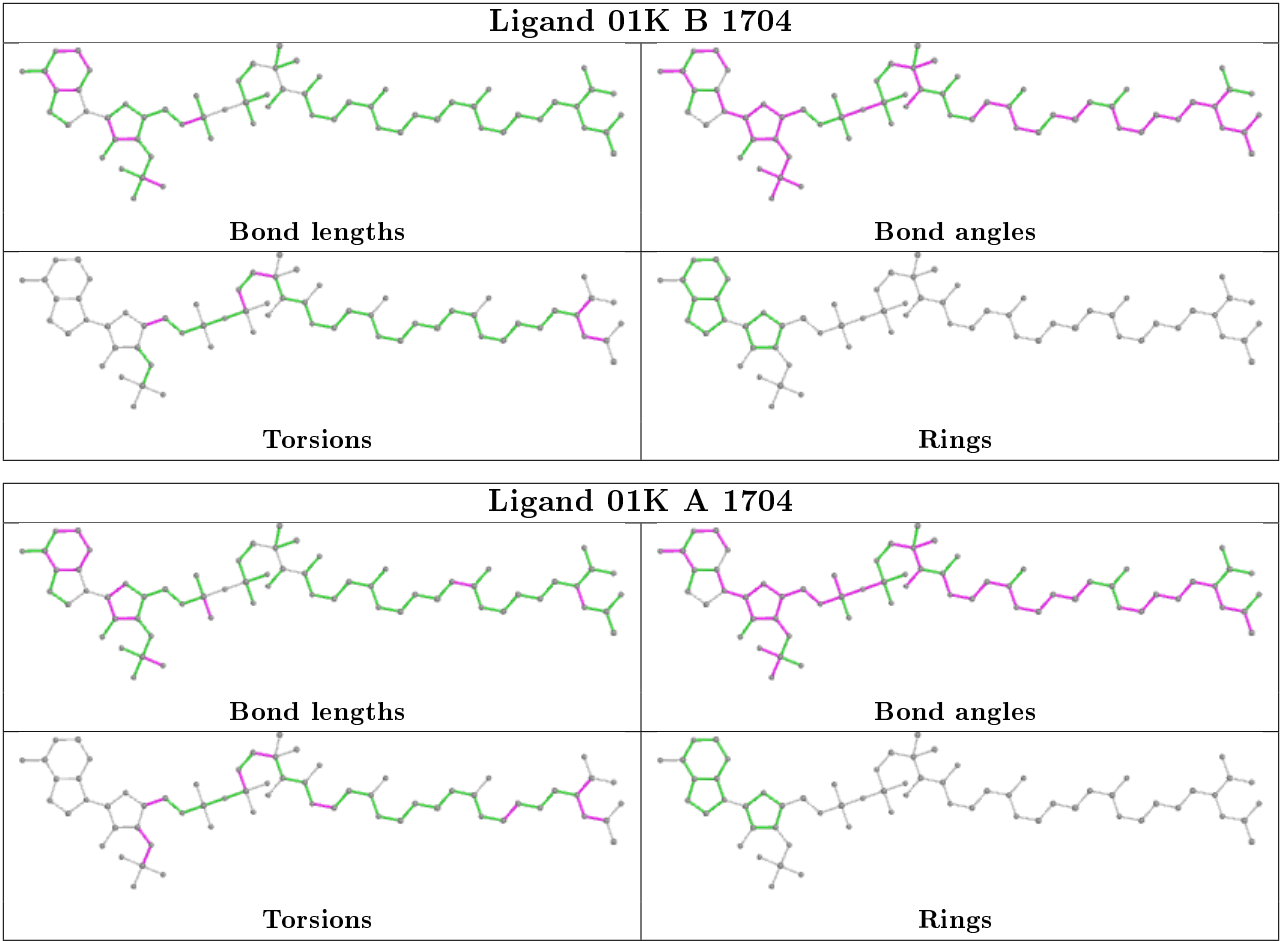 Ligand 01K B 1704
Bond lengths
Bond angles
Torsions
Rings
Ligand 01K A 1704
Bond lengths
Bond angles
Torsions
Rings